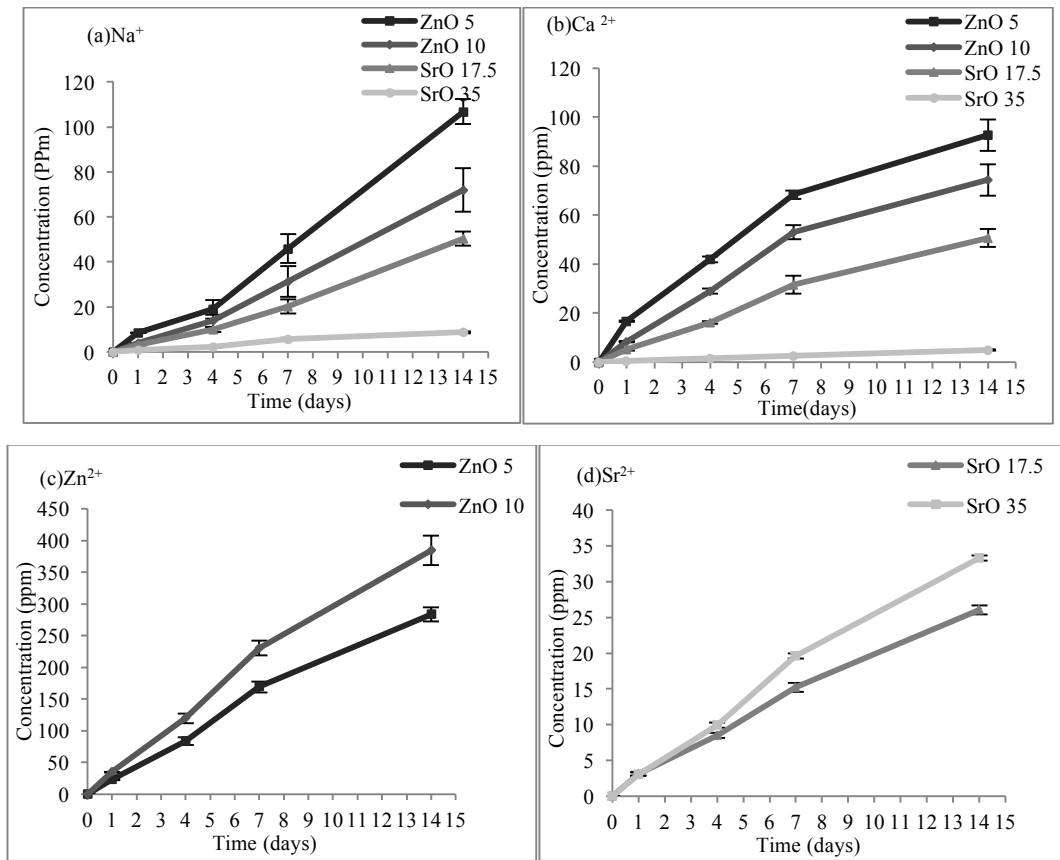 (a)Na+
ZnO 5
ZnO 10
SrO 17.5
SrO 35
Concentration (PPm)
120
100
80
60
40
20
0
0 1 2 3 4 5 6 7 8 9 10 11 12 13 14 15
Time (days)
(b)Ca 2+
ZnO 5
ZnO 10
SrO 17.5
SrO 35
Concentration (ppm)
120
100
80
60
40
20
0
0 1 2 3 4 5 6 7 8 9 10 11 12 13 14 15
Time(days)
(c)Zn2+
ZnO 5
ZnO 10
Concentration (ppm)
450
400
350
300
250
200
150
100
50
0
0 1 2 3 4 5 6 7 8 9 10 11 12 13 14 15
Time (days)
(d)Sr2+
SrO 17.5
SrO 35
Concentration (ppm)
40
35
30
25
20
15
10
5
0
0 1 2 3 4 5 6 7 8 9 10 11 12 13 14 15
Time (days)